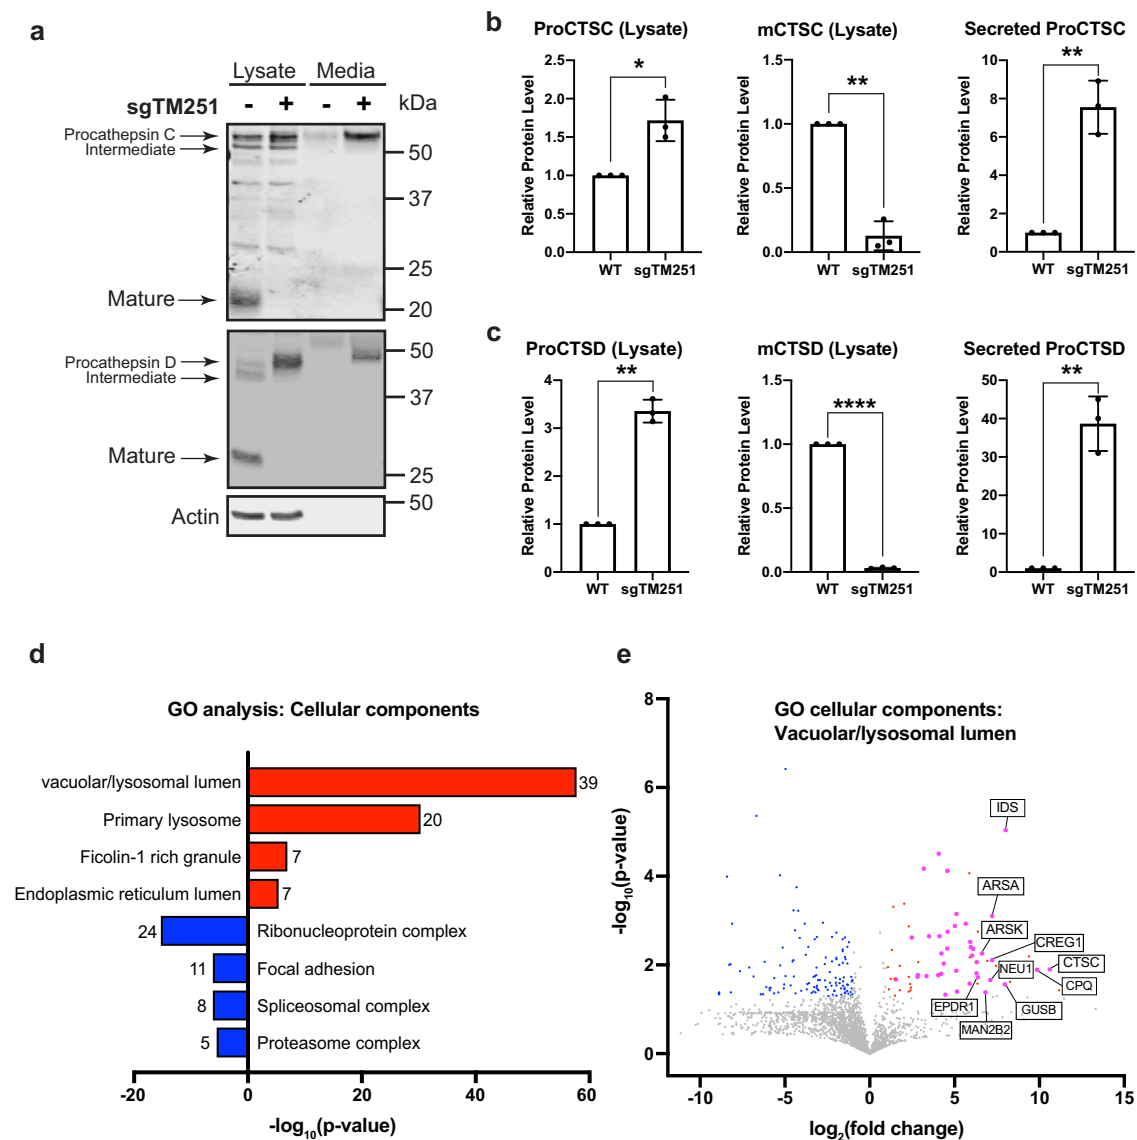 a
Lysate Media
sgTM251 - + - + kDa
Procathepsin C
Intermediate
50
37
25
Mature
20
50
Procathepsin D
Intermediate
37
Mature
25
50
Actin
b
ProCTSC (Lysate)
Relative Protein Level
2.5
2.0
1.5
1.0
0.5
0.0
*
WT sgTM251
mCTSC (Lysate)
Relative Protein Level
1.5
1.0
0.5
0.0
**
WT sgTM251
Secreted ProCTSC
Relative Protein Level
10
8
6
4
2
0
**
WT sgTM251
c
ProCTSD (Lysate)
Relative Protein Level
4
3
2
1
0
**
WT sgTM251
mCTSD (Lysate)
Relative Protein Level
1.5
1.0
0.5
0.0
****
WT sgTM251
Secreted ProCTSD
Relative Protein Level
50
40
30
20
10
0
**
WT sgTM251
d
GO analysis: Cellular components
vacuolar/lysosomal lumen 39
Primary lysosome 20
Ficolin-1 rich granule 7
Endoplasmic reticulum lumen 7
24 Ribonucleoprotein complex
11 Focal adhesion
8 Spliceosomal complex
5 Proteasome complex
-20 0 20 40 60
-log10(p-value)
e
GO cellular components:
Vacuolar/lysosomal lumen
-log10(p-value)
8
6
4
2
0
IDS
ARSA
ARSK
CREG1
CTSC
NEU1
CPQ
EPDR1
GUSB
MAN2B2
-10 -5 0 5 10 15
log2(fold change)